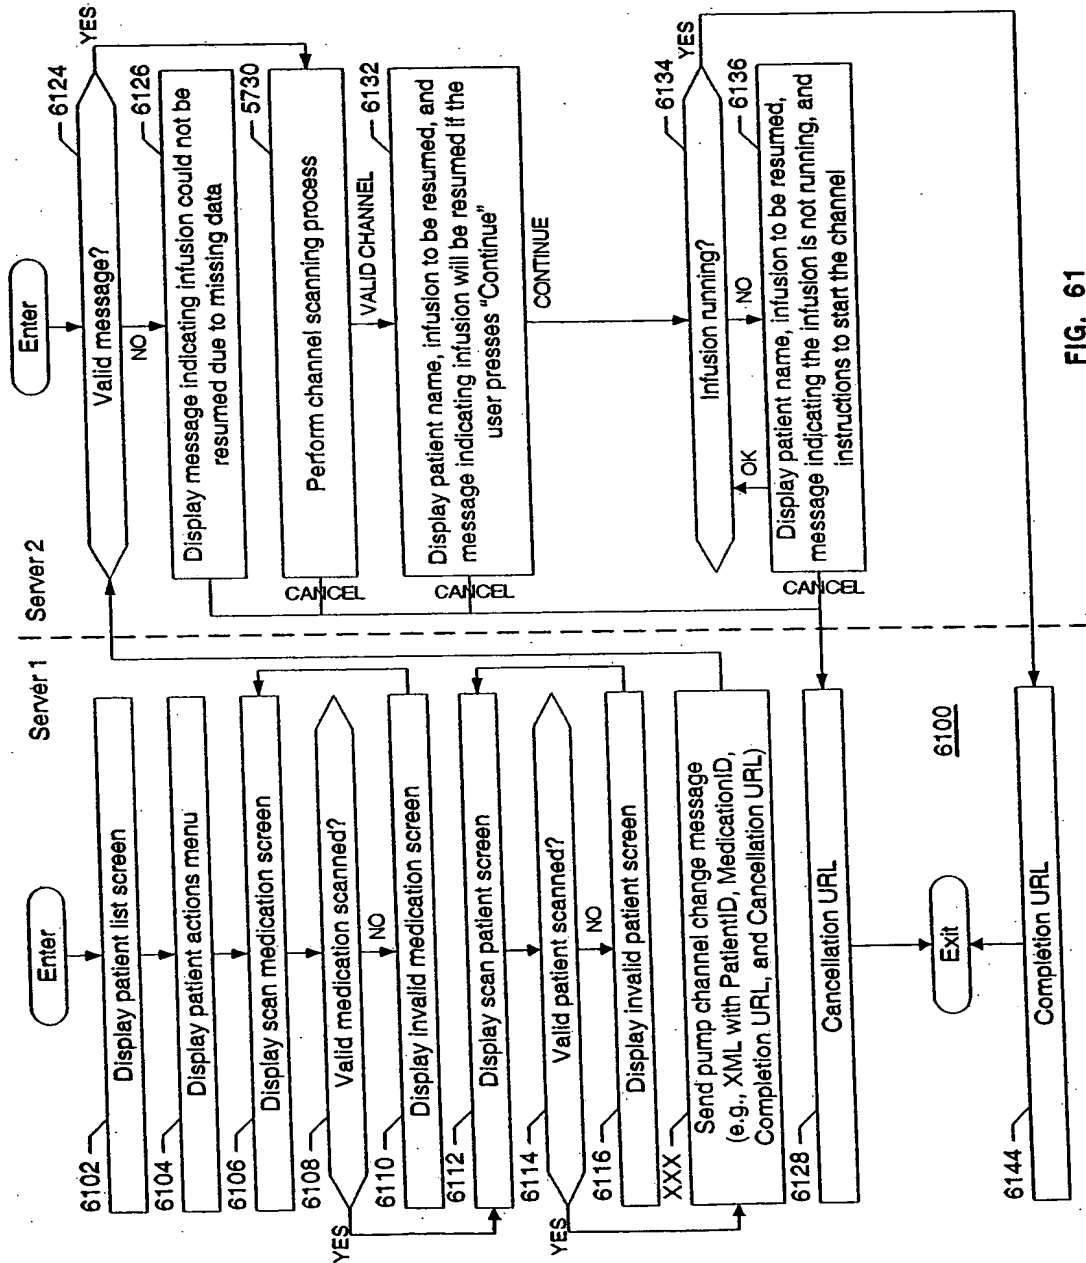 Server 1
Enter
6102
Display patient list screen
6104
Display patient actions menu
6106
Display scan medication screen
6108
Valid medication scanned?
YES
NO
6110
Display invalid medication screen
6112
Display scan patient screen
6114
Valid patient scanned?
YES
NO
6116
Display invalid patient screen
XXX
Send pump channel change message
(e.g., XML with PatientID, MedicationID,
Completion URL, and Cancellation URL)
6128
Cancellation URL
Exit
6100
6144
Completion URL
Server 2
Enter
6124
Valid message?
YES
NO
6126
Display message indicating infusion could not be
resumed due to missing data
5730
Perform channel scanning process
CANCEL
VALID CHANNEL
6132
Display patient name, infusion to be resumed, and
message indicating infusion will be resumed if the
user presses "Continue"
CANCEL
CONTINUE
6134
Infusion running?
YES
OK
NO
6136
Display patient name, infusion to be resumed,
message indicating the infusion is not running, and
instructions to start the channel
CANCEL
FIG. 61